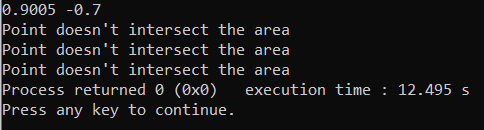 0.9005 -0.7
Point doesn't intersect the area
Point doesn't intersect the area
Point doesn't intersect the area
Process returned 0 (0x0)   execution time : 12.495 s
Press any key to continue.